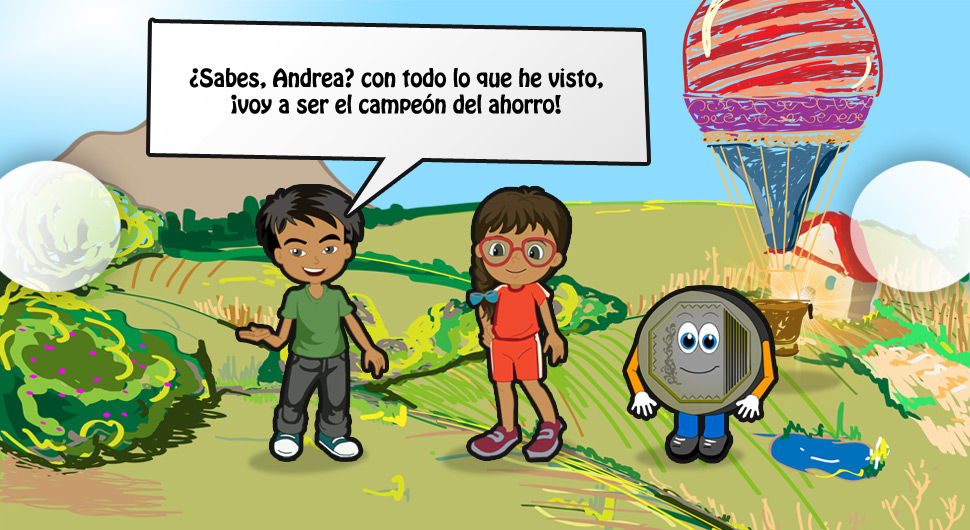 ¿Sabes, Andrea? con todo lo que he visto,
¡voy a ser el campeón del ahorro!